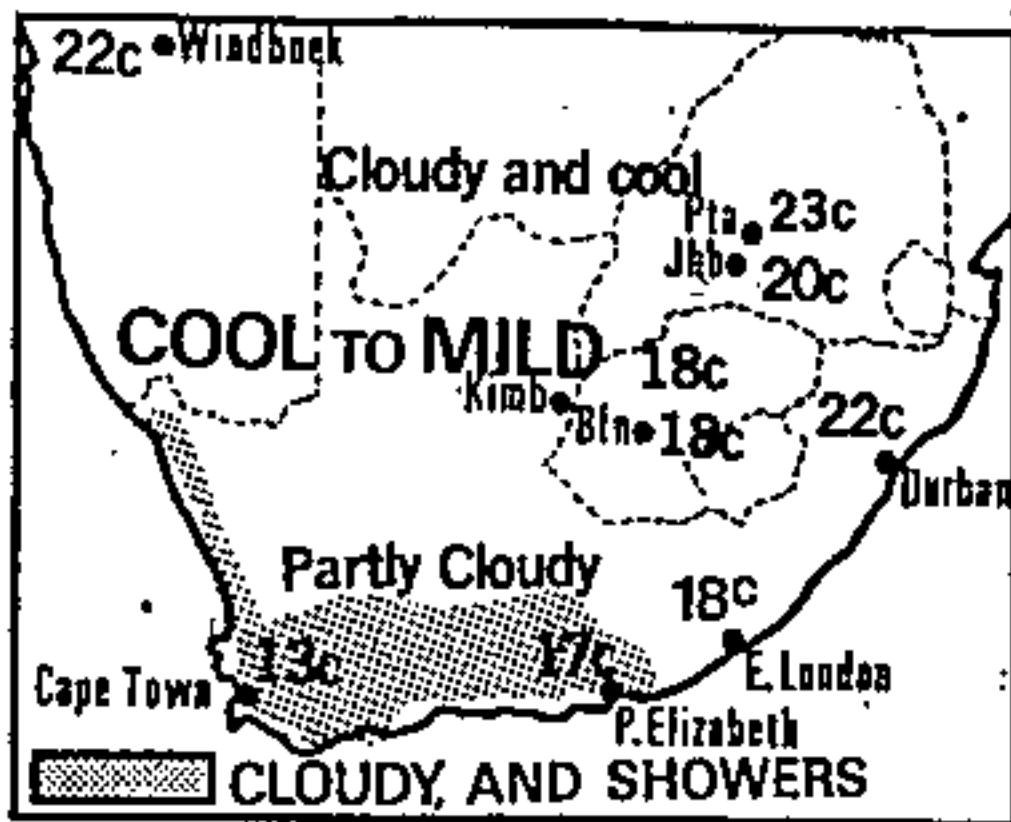 22c Windhoek
Cloudy and cool
Pta 23c
Jhb 20c
COOL TO MILD
18c
Kimb
Bfn 18c
22c
Durban
Partly Cloudy
18c
13c
17c
Cape Town
E. London
P. Elizabeth
CLOUDY, AND SHOWERS